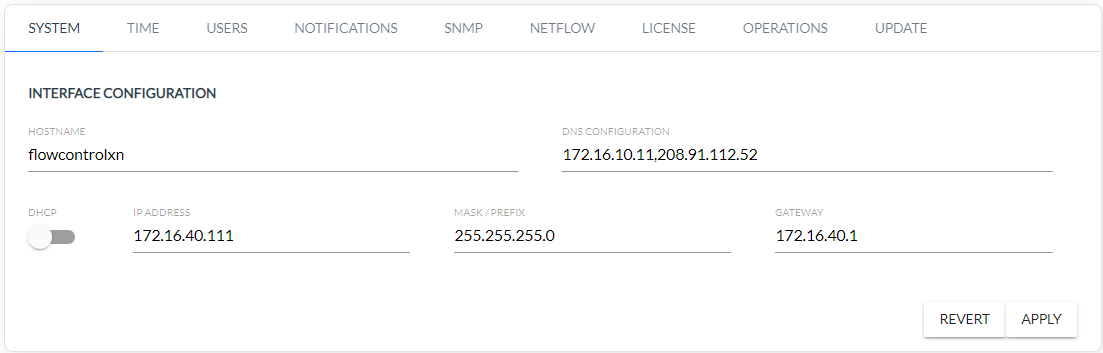 SYSTEM TIME USERS NOTIFICATIONS SNMP NETFLOW LICENSE OPERATIONS UPDATE
INTERFACE CONFIGURATION
HOSTNAME DNS CONFIGURATION
flowcontrolxn 172.16.10.11,208.91.112.52
DHCP IP ADDRESS MASK / PREFIX GATEWAY
172.16.40.111 255.255.255.0 172.16.40.1
REVERT APPLY